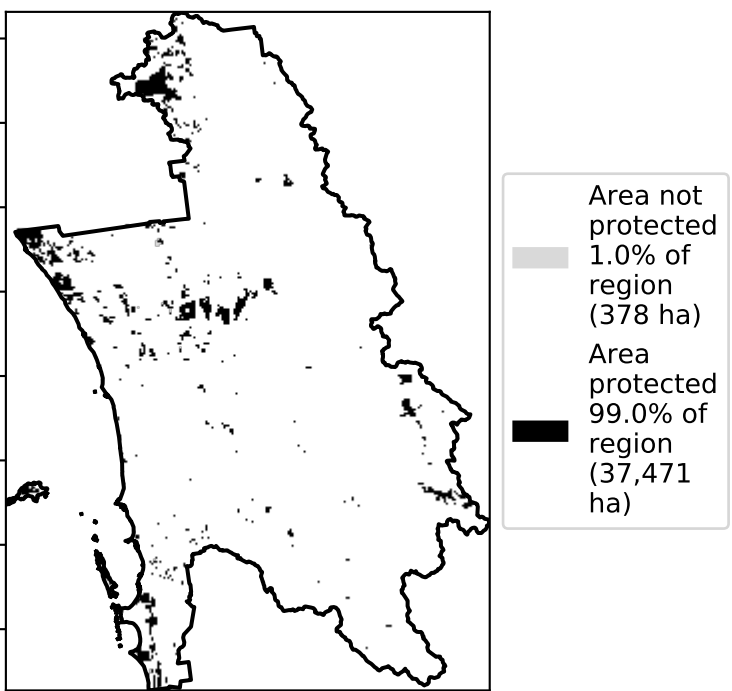 Area not
protected
1.0% of
region
(378 ha)
Area
protected
99.0% of
region
(37,471
ha)